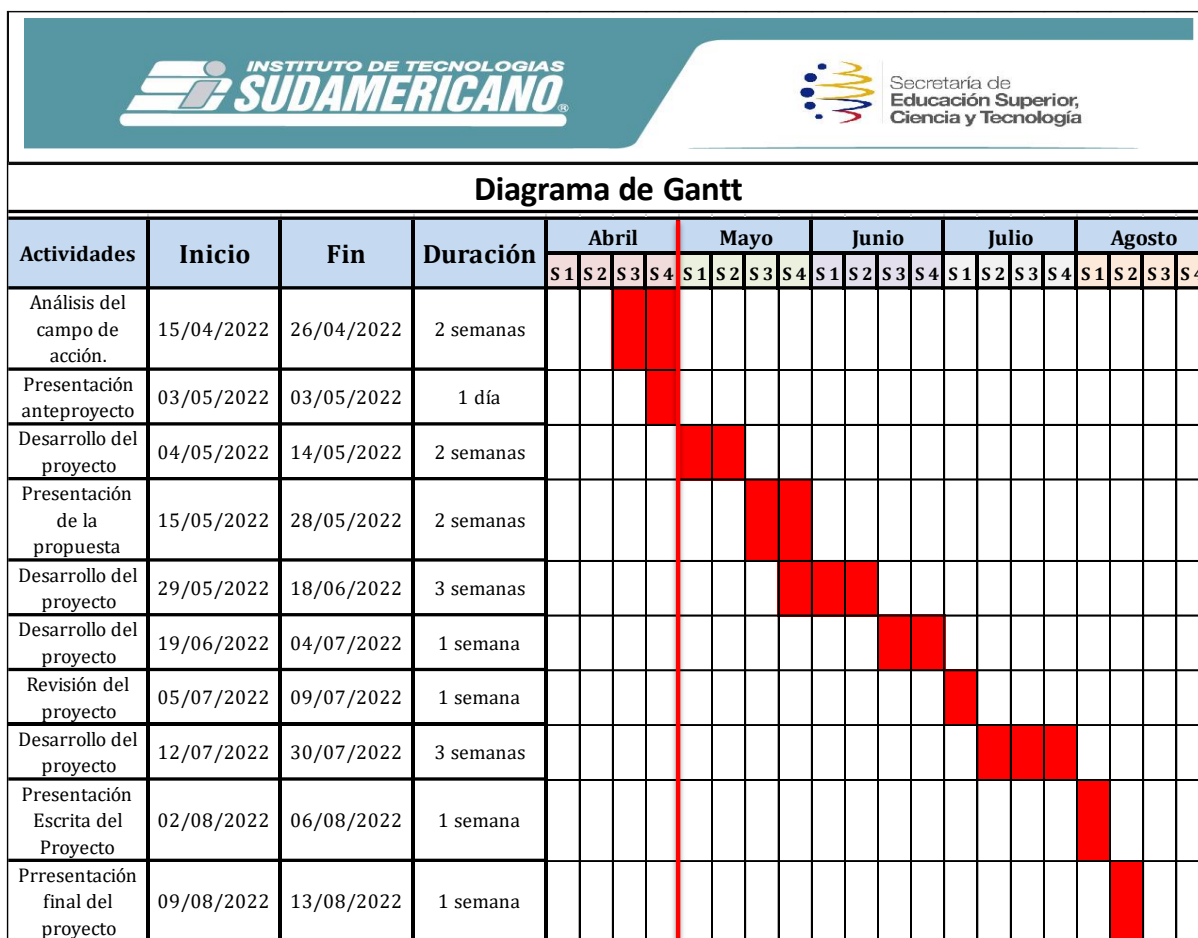 INSTITUTO DE TECNOLOGIAS
SUDAMERICANO®
Secretaría de
Educación Superior,
Ciencia y Tecnología
Diagrama de Gantt
Actividades Inicio Fin Duración Abril Mayo Junio Julio Agosto
S 1 S 2 S 3 S 4 S 1 S 2 S 3 S 4 S 1 S 2 S 3 S 4 S 1 S 2 S 3 S 4 S 1 S 2 S 3 S 4
Análisis del
campo de
acción.
15/04/2022 26/04/2022 2 semanas
Presentación
anteproyecto
03/05/2022 03/05/2022 1 día
Desarrollo del
proyecto
04/05/2022 14/05/2022 2 semanas
Presentación
de la
propuesta
15/05/2022 28/05/2022 2 semanas
Desarrollo del
proyecto
29/05/2022 18/06/2022 3 semanas
Desarrollo del
proyecto
19/06/2022 04/07/2022 1 semana
Revisión del
proyecto
05/07/2022 09/07/2022 1 semana
Desarrollo del
proyecto
12/07/2022 30/07/2022 3 semanas
Presentación
Escrita del
Proyecto
02/08/2022 06/08/2022 1 semana
Prresentación
final del
proyecto
09/08/2022 13/08/2022 1 semana